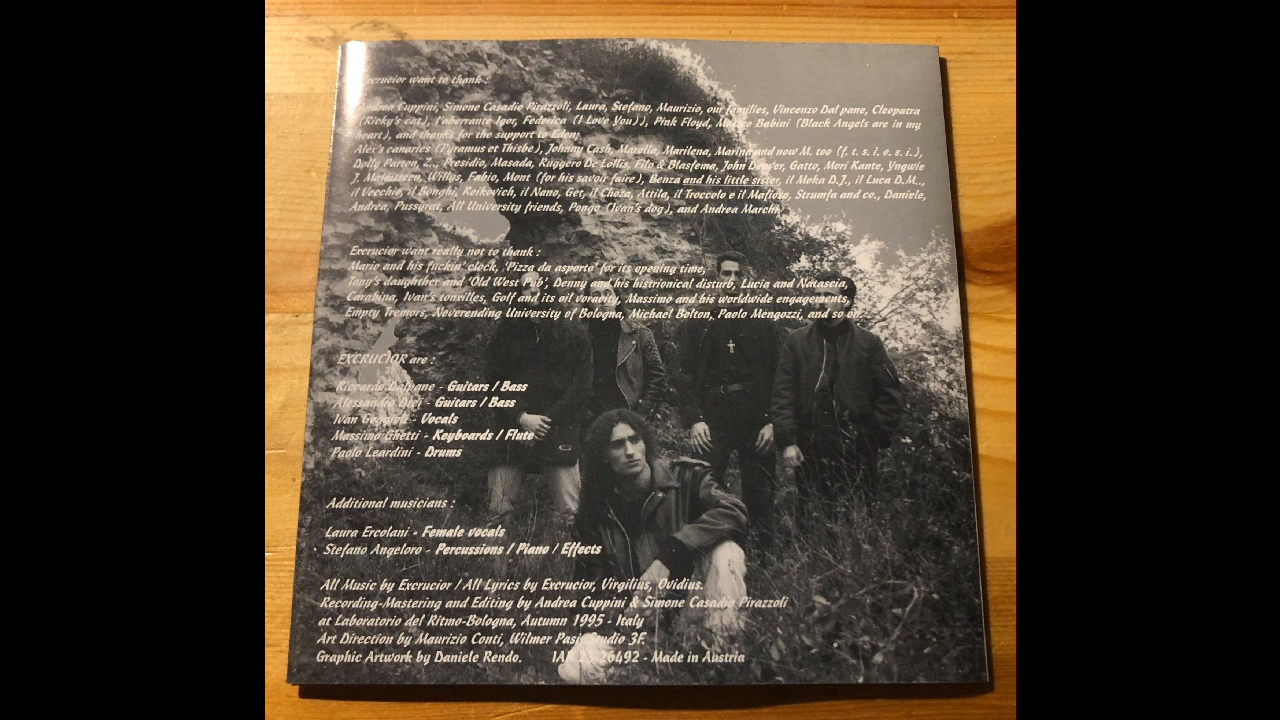 Excrucior want to thank :
Andrea Cuppini, Simone Casadio Pirazzoli, Laura, Stefano, Maurizio, our families, Vincenzo Dal pane, Cleopatra
(Ricky's cat), l'aberrante Igor, Federica (I Love You)), Pink Floyd, Babini (Black Angels are in my
heart), and thanks for the support to Eden;
Alex's canaries (Pyramus et Thisbe), Johnny Cash, Marella, Marilena, Marina and now M. too (f. t. s. i. o. s. i.),
Dolly Parton, Z., Presidio, Masada, Ruggero De Lollis, Filo & Blasfema, John Denver, Gatto, Mori Kante, Yngwie
J. Malmsteen, Willys, Fabio, Mont (for his savoir faire), Benza and his little sister, il Moka D.J., il Luca D.M..,
il Vecchio, il Bonghi, Roikovich, il Nano, Get, il Choza, Attila, il Troccolo e il Mafioso, Strumfa and co., Daniele,
Andrea, Pussyrat, All University friends, Pongo (Ivan's dog), and Andrea Marchi
Excrucior want really not to thank :
Mario and his fuckin' clock, 'Pizza da asporto' for its opening time,
Tony's daughther and 'Old West Pub', Denny and his histrionical disturb, Lucia and Natascia,
Carabina, Ivan's tonxilles, Golf and its oil voracity, Massimo and his worldwide engagements,
Empty Tremors, Neverending University of Bologna, Michael Bolton, Paolo Mengozzi, and so on.
EXCRUCIOR are :
Riccardo Dalpane - Guitars / Bass
Alessandro Drei - Guitars / Bass
Ivan - Vocals
Massimo Ghetti - Keyboards / Flute
Paolo Leardini - Drums
Additional musicians :
Laura Ercolani - Female vocals
Stefano Angeloro - Percussions / Piano / Effects
All Music by Excrucior / All Lyrics by Excrucior, Virgilius, Ovidius.
Recording-Mastering and Editing by Andrea Cuppini & Simone Casadio Pirazzoli
at Laboratorio del Ritmo-Bologna, Autumn 1995 - Italy
Art Direction by Maurizio Conti, Wilmer Pasi Studio 3F.
Graphic Artwork by Daniele Rendo. - Made in Austria